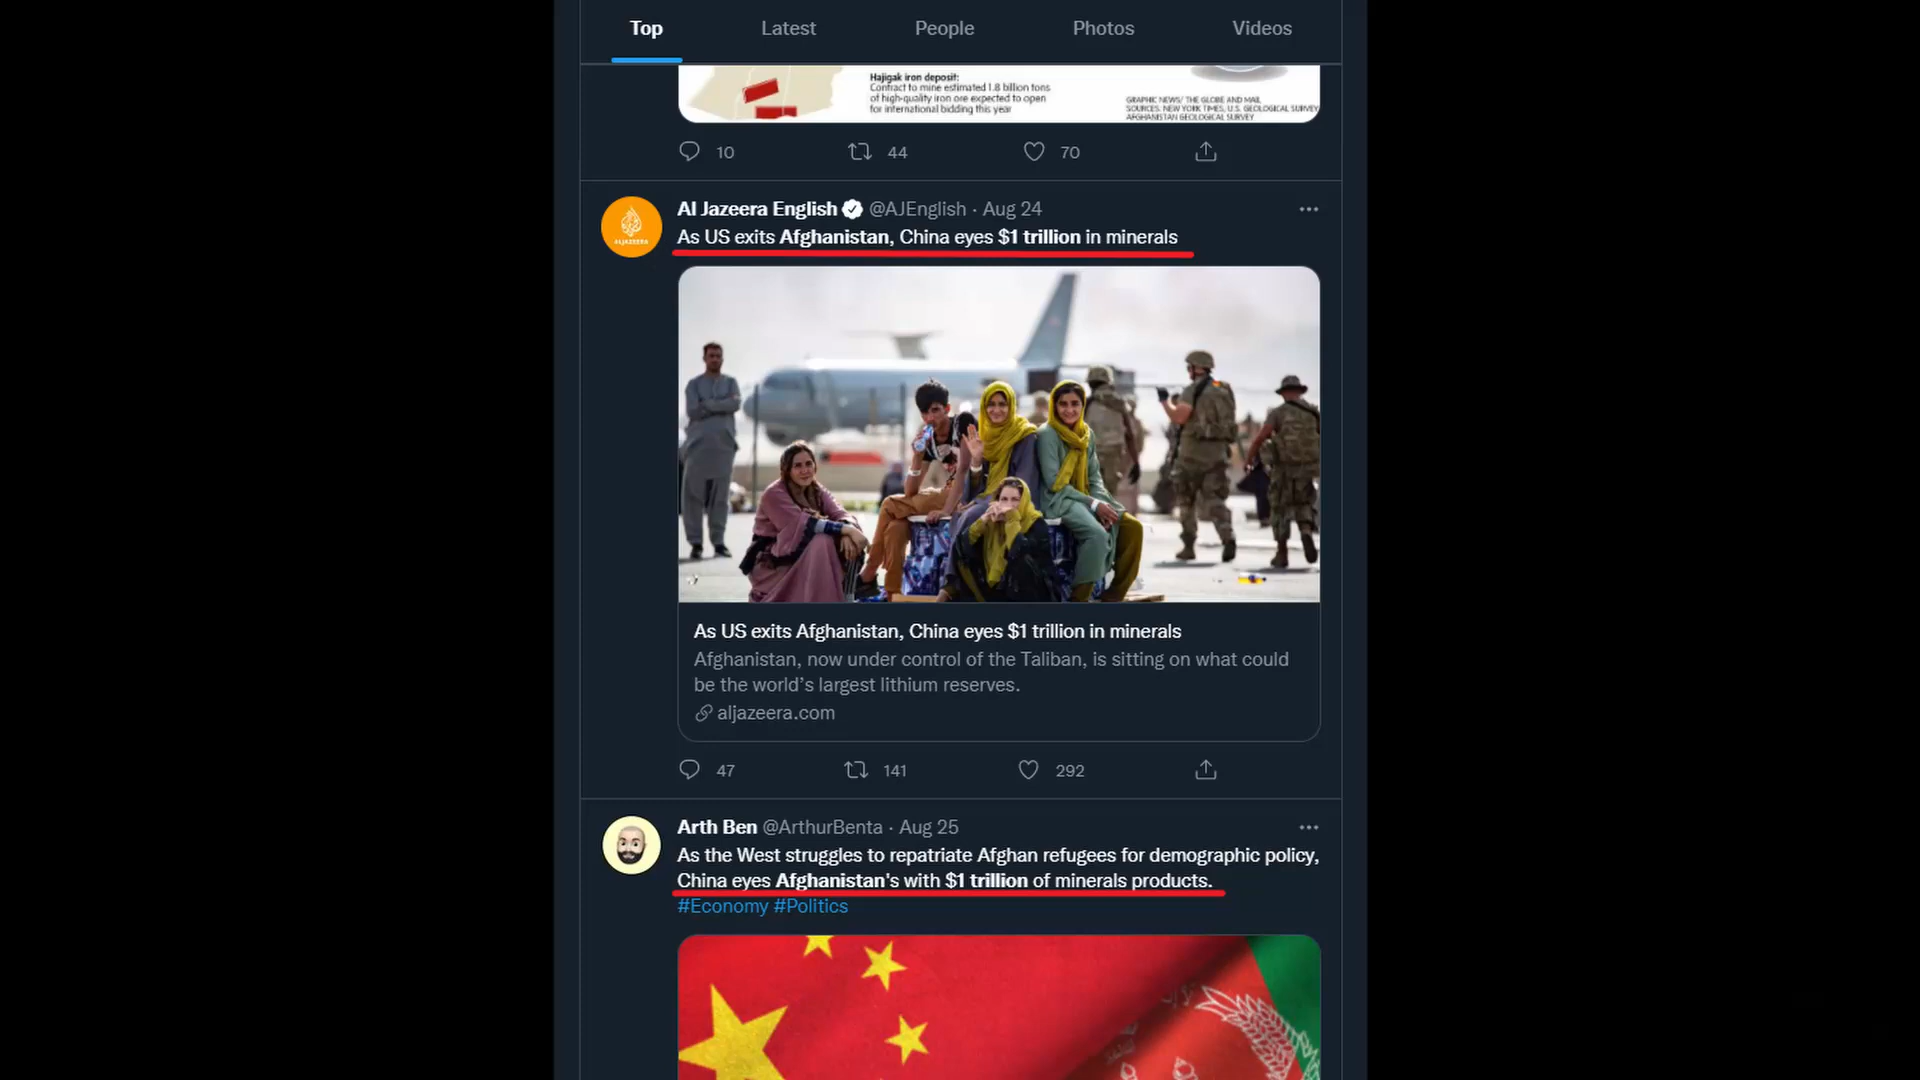 Top Latest People Photos Videos
Hajigak iron deposit:
Contract to mine estimated 1.8 billion tons
of high-quality iron ore expected to open
for international bidding this year
GRAPHIC NEWS/ THE GLOBE AND MAIL
SOURCES: NEW YORK TIMES, U.S. GEOLOGICAL SURVEY
AFGHANISTAN GEOLOGICAL SURVEY
10 44 70
Al Jazeera English @AJEnglish · Aug 24
As US exits Afghanistan, China eyes $1 trillion in minerals
ALJAZEERA
As US exits Afghanistan, China eyes $1 trillion in minerals
Afghanistan, now under control of the Taliban, is sitting on what could
be the world's largest lithium reserves.
aljazeera.com
47 141 292
Arth Ben @ArthurBenta · Aug 25
As the West struggles to repatriate Afghan refugees for demographic policy,
China eyes Afghanistan's with $1 trillion of minerals products.
#Economy #Politics